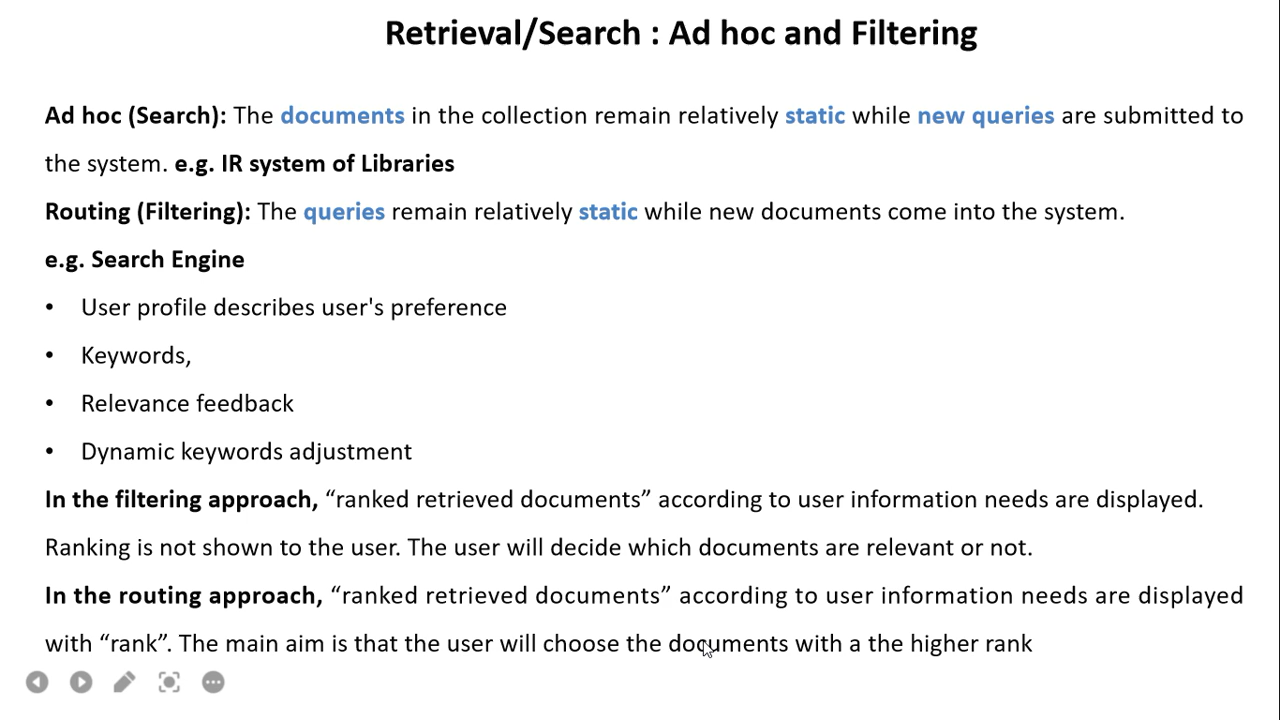 Retrieval/Search : Ad hoc and Filtering
Ad hoc (Search): The documents in the collection remain relatively static while new queries are submitted to
the system. e.g. IR system of Libraries
Routing (Filtering): The queries remain relatively static while new documents come into the system.
e.g. Search Engine
• User profile describes user's preference
• Keywords,
• Relevance feedback
• Dynamic keywords adjustment
In the filtering approach, “ranked retrieved documents” according to user information needs are displayed.
Ranking is not shown to the user. The user will decide which documents are relevant or not.
In the routing approach, “ranked retrieved documents” according to user information needs are displayed
with “rank”. The main aim is that the user will choose the documents with a the higher rank